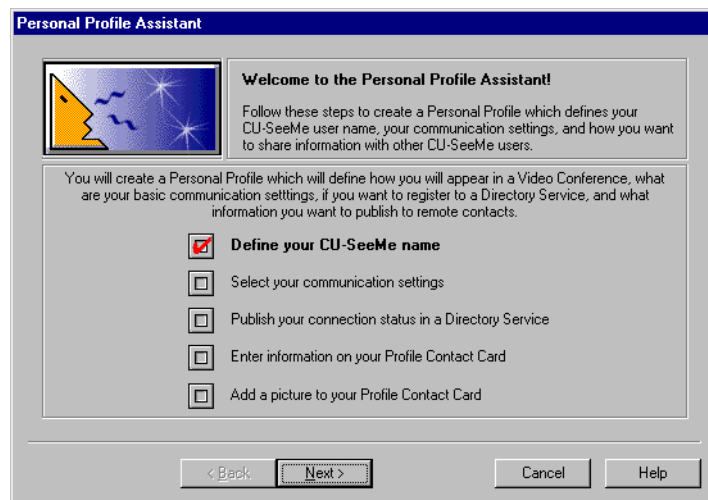 Personal Profile Assistant
Welcome to the Personal Profile Assistant!
Follow these steps to create a Personal Profile which defines your
CU-SeeMe user name, your communication settings, and how you want
to share information with other CU-SeeMe users.
You will create a Personal Profile which will define how you will appear in a Video Conference, what
are your basic communication setttings, if you want to register to a Directory Service, and what
information you want to publish to remote contacts.
Define your CU-SeeMe name
Select your communication settings
Publish your connection status in a Directory Service
Enter information on your Profile Contact Card
Add a picture to your Profile Contact Card
< Back
Next >
Cancel
Help